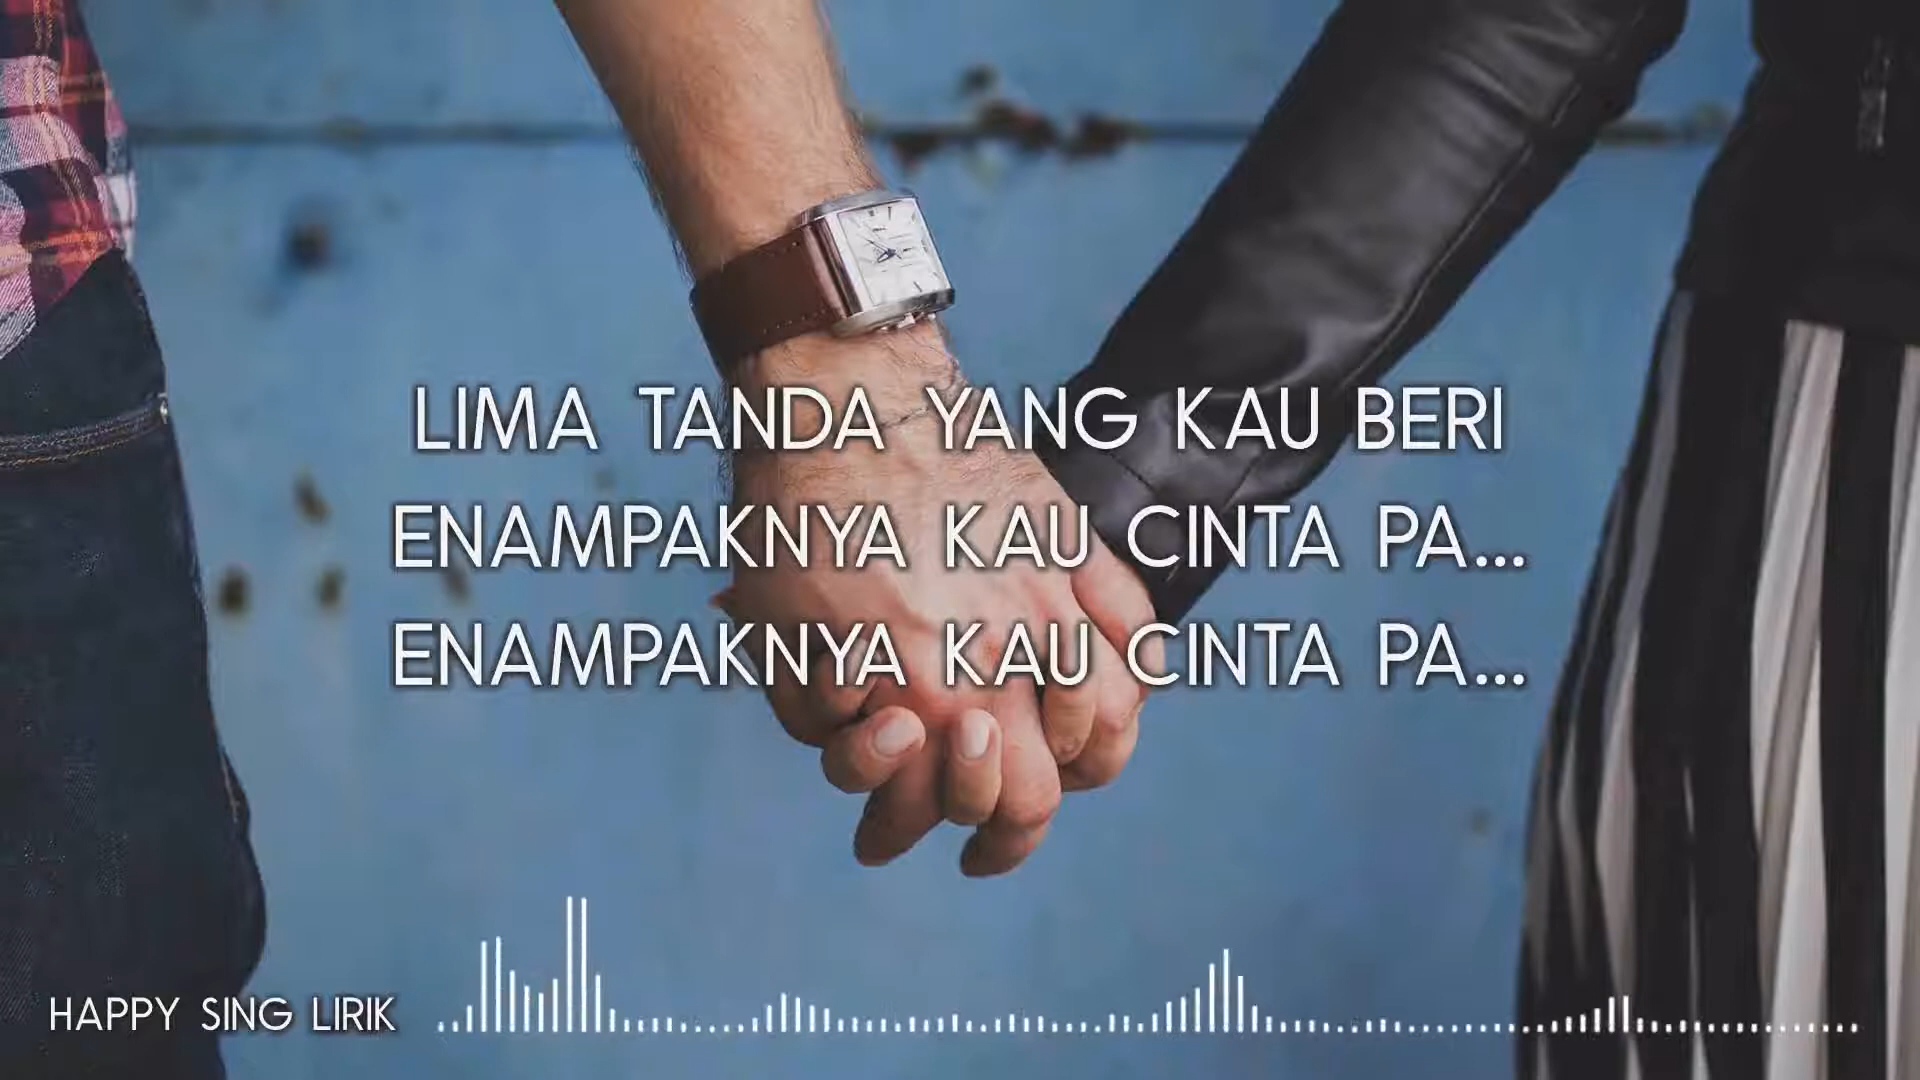 LIMA TANDA YANG KAU BERI
ENAMPAKNYA KAU CINTA PA...
ENAMPAKNYA KAU CINTA PA...
HAPPY SING LIRIK